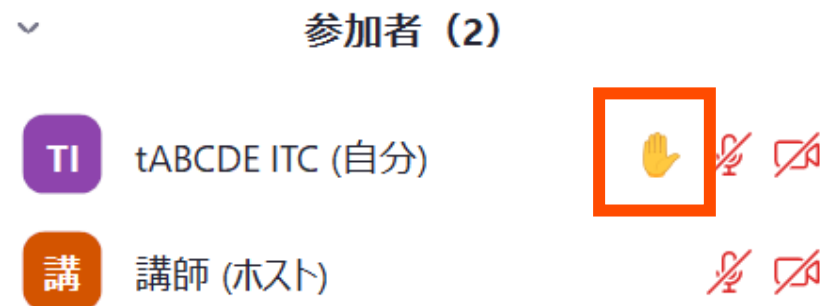 参加者（2）
TI tABCDE ITC (自分)
講 講師 (ホスト)